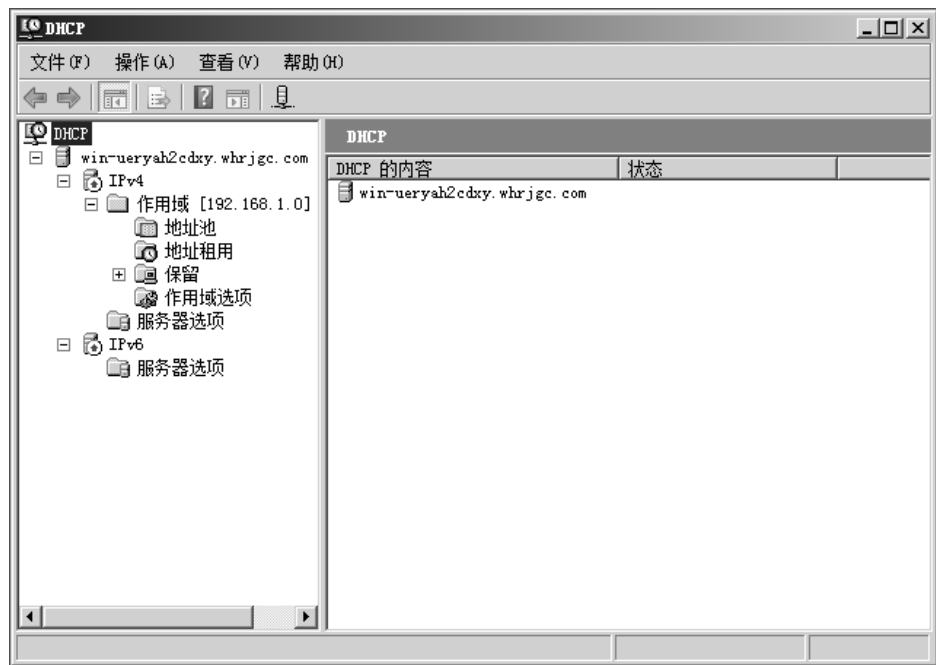 DHCP
文件(F) 操作(A) 查看(V) 帮助(H)
DHCP
win-ueryah2cdxy.whrjgc.com
IPv4
作用域 [192.168.1.0]
地址池
地址租用
保留
作用域选项
服务器选项
IPv6
服务器选项
DHCP
DHCP 的内容 状态
win-ueryah2cdxy.whrjgc.com